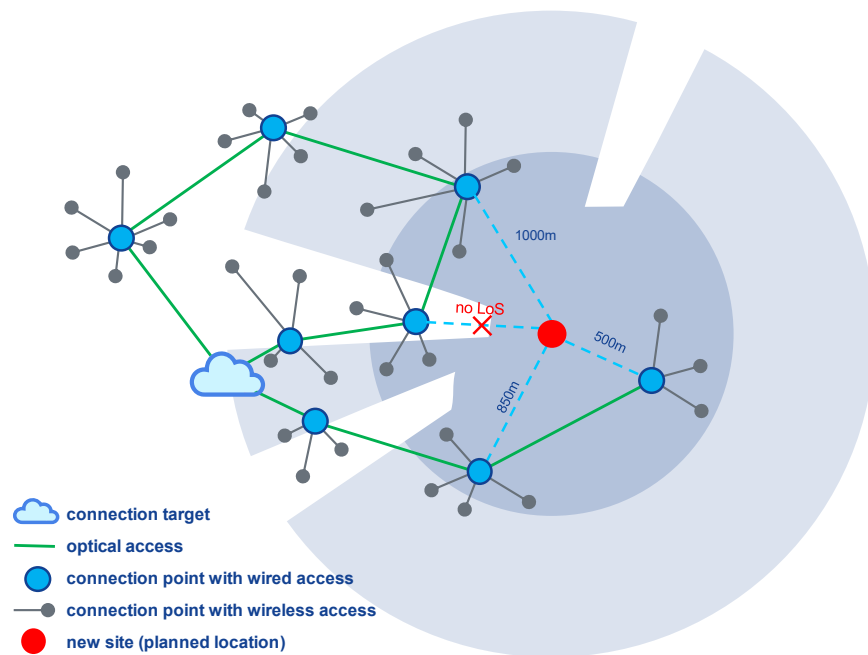 1000m
no LoS
500m
850m
connection target
optical access
connection point with wired access
connection point with wireless access
new site (planned location)